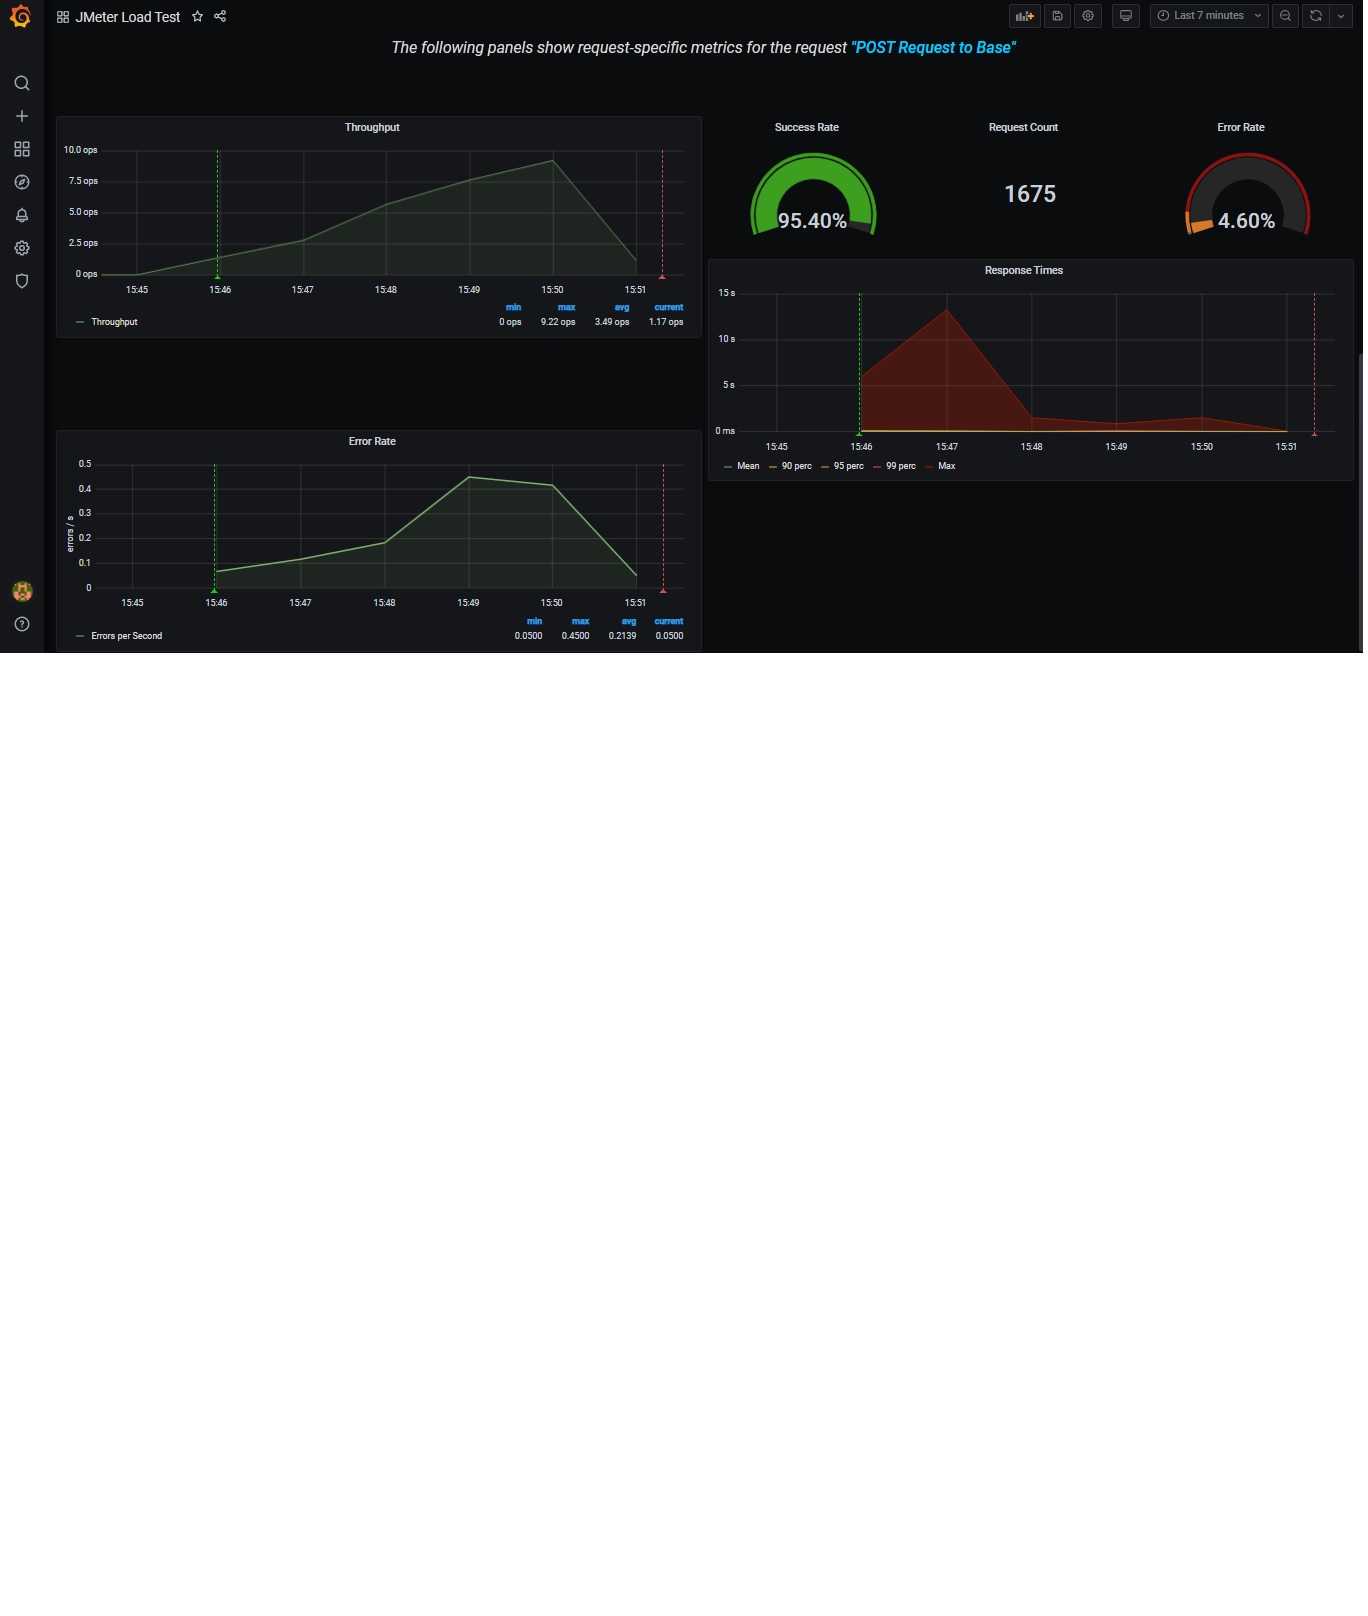 JMeter Load Test
Last 7 minutes
The following panels show request-specific metrics for the request "POST Request to Base"
Throughput
10.0 ops
7.5 ops
5.0 ops
2.5 ops
0 ops
15:45 15:46 15:47 15:48 15:49 15:50 15:51
min max avg current
Throughput 0 ops 9.22 ops 3.49 ops 1.17 ops
Success Rate
95.40%
Request Count
1675
Error Rate
4.60%
Response Times
15 s
10 s
5 s
0 ms
15:45 15:46 15:47 15:48 15:49 15:50 15:51
Mean 90 perc 95 perc 99 perc Max
Error Rate
errors / s
0.5
0.4
0.3
0.2
0.1
0
15:45 15:46 15:47 15:48 15:49 15:50 15:51
min max avg current
Errors per Second 0.0500 0.4500 0.2139 0.0500